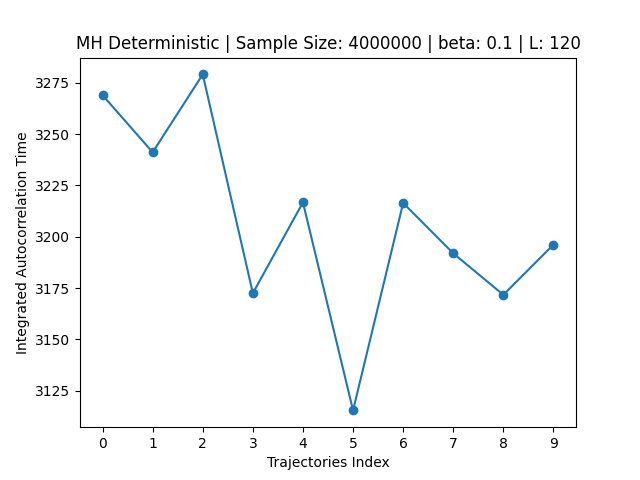 MH Deterministic | Sample Size: 4000000 | beta: 0.1 | L: 120
Integrated Autocorrelation Time
3275
3250
3225
3200
3175
3150
3125
0 1 2 3 4 5 6 7 8 9
Trajectories Index